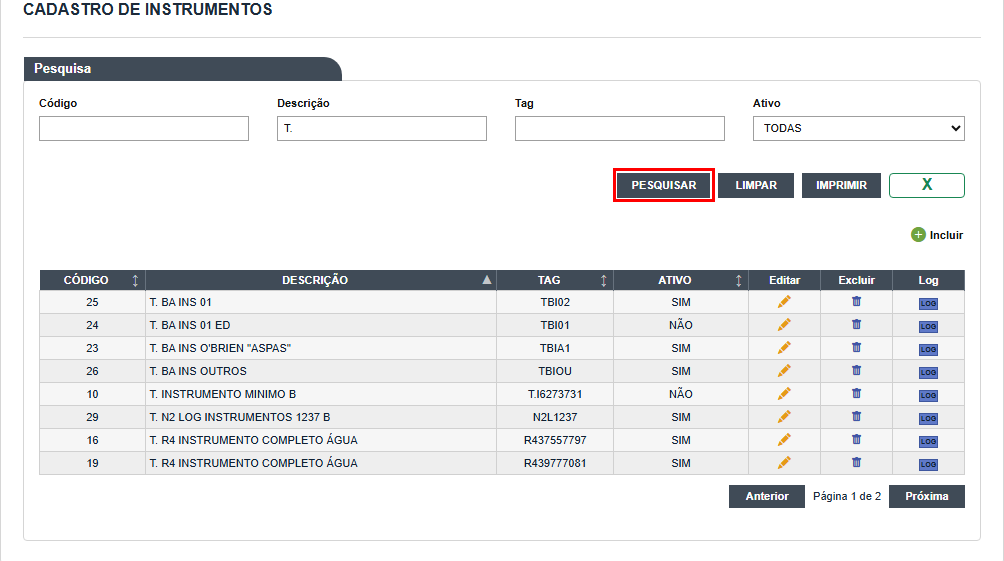 CADASTRO DE INSTRUMENTOS
Pesquisa
Código Descrição Tag Ativo
T. TODAS
PESQUISAR LIMPAR IMPRIMIR X
Incluir
CÓDIGO DESCRIÇÃO TAG ATIVO Editar Excluir Log
25 T. BA INS 01 TBI02 SIM LOG
24 T. BA INS 01 ED TBI01 NÃO LOG
23 T. BA INS O'BRIEN "ASPAS" TBIA1 SIM LOG
26 T. BA INS OUTROS TBIOU SIM LOG
10 T. INSTRUMENTO MINIMO B T.I6273731 NÃO LOG
29 T. N2 LOG INSTRUMENTOS 1237 B N2L1237 SIM LOG
16 T. R4 INSTRUMENTO COMPLETO ÁGUA R437557797 SIM LOG
19 T. R4 INSTRUMENTO COMPLETO ÁGUA R439777081 SIM LOG
Anterior Página 1 de 2 Próxima